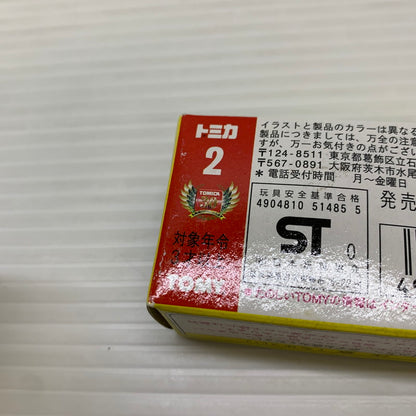 トミカ
2
TOMICA
対象年令
TOMY
イラストと製品のカラーは異なる
製品につきましては、万全の注意
すが、万一お気付きの点がござい
〒124-8511 東京都葛飾区立石
〒567-0891 大阪府茨木市水尾
* 電話受付時間 月〜金曜日
玩具安全基準合格
4904810 51485 5
ST
0
発売